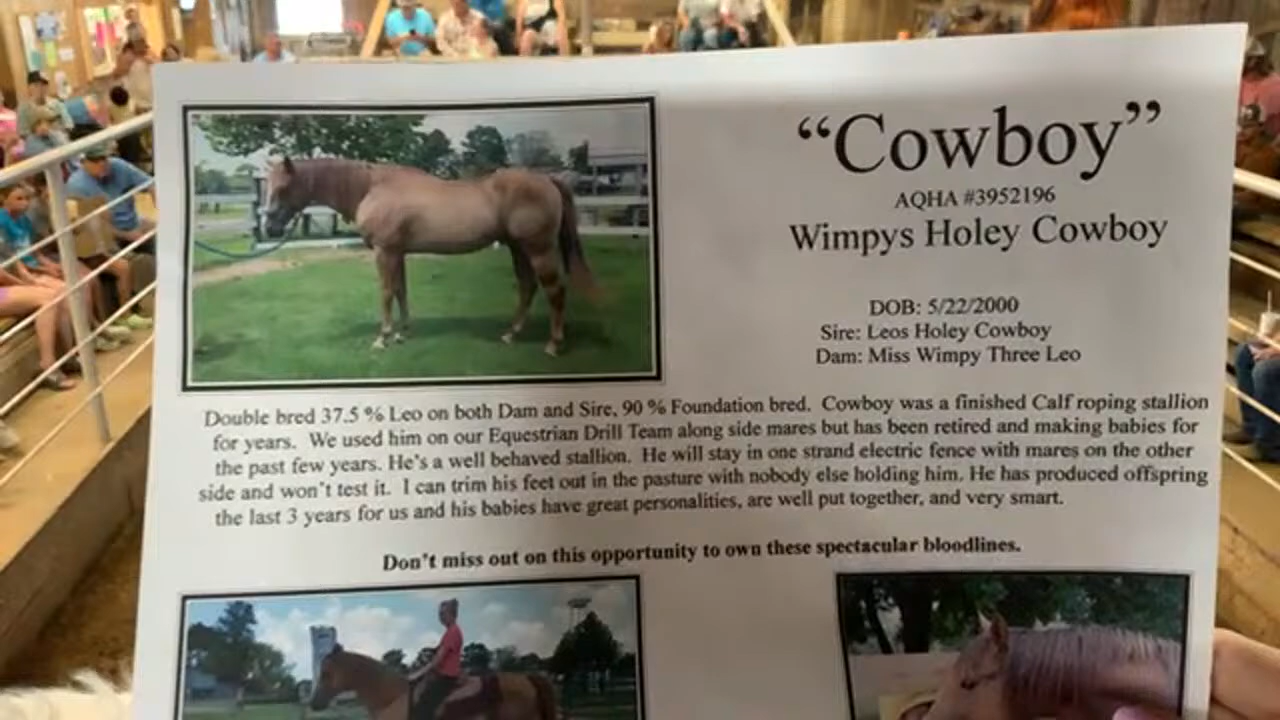 “Cowboy”
AQHA #3952196
Wimpys Holey Cowboy
DOB: 5/22/2000
Sire: Leos Holey Cowboy
Dam: Miss Wimpy Three Leo
Double bred 37.5 % Leo on both Dam and Sire, 90 % Foundation bred. Cowboy was a finished Calf roping stallion
for years. We used him on our Equestrian Drill Team along side mares but has been retired and making babies for
the past few years. He's a well behaved stallion. He will stay in one strand electric fence with mares on the other
side and won't test it. I can trim his feet out in the pasture with nobody else holding him. He has produced offspring
the last 3 years for us and his babies have great personalities, are well put together, and very smart.
Don't miss out on this opportunity to own these spectacular bloodlines.